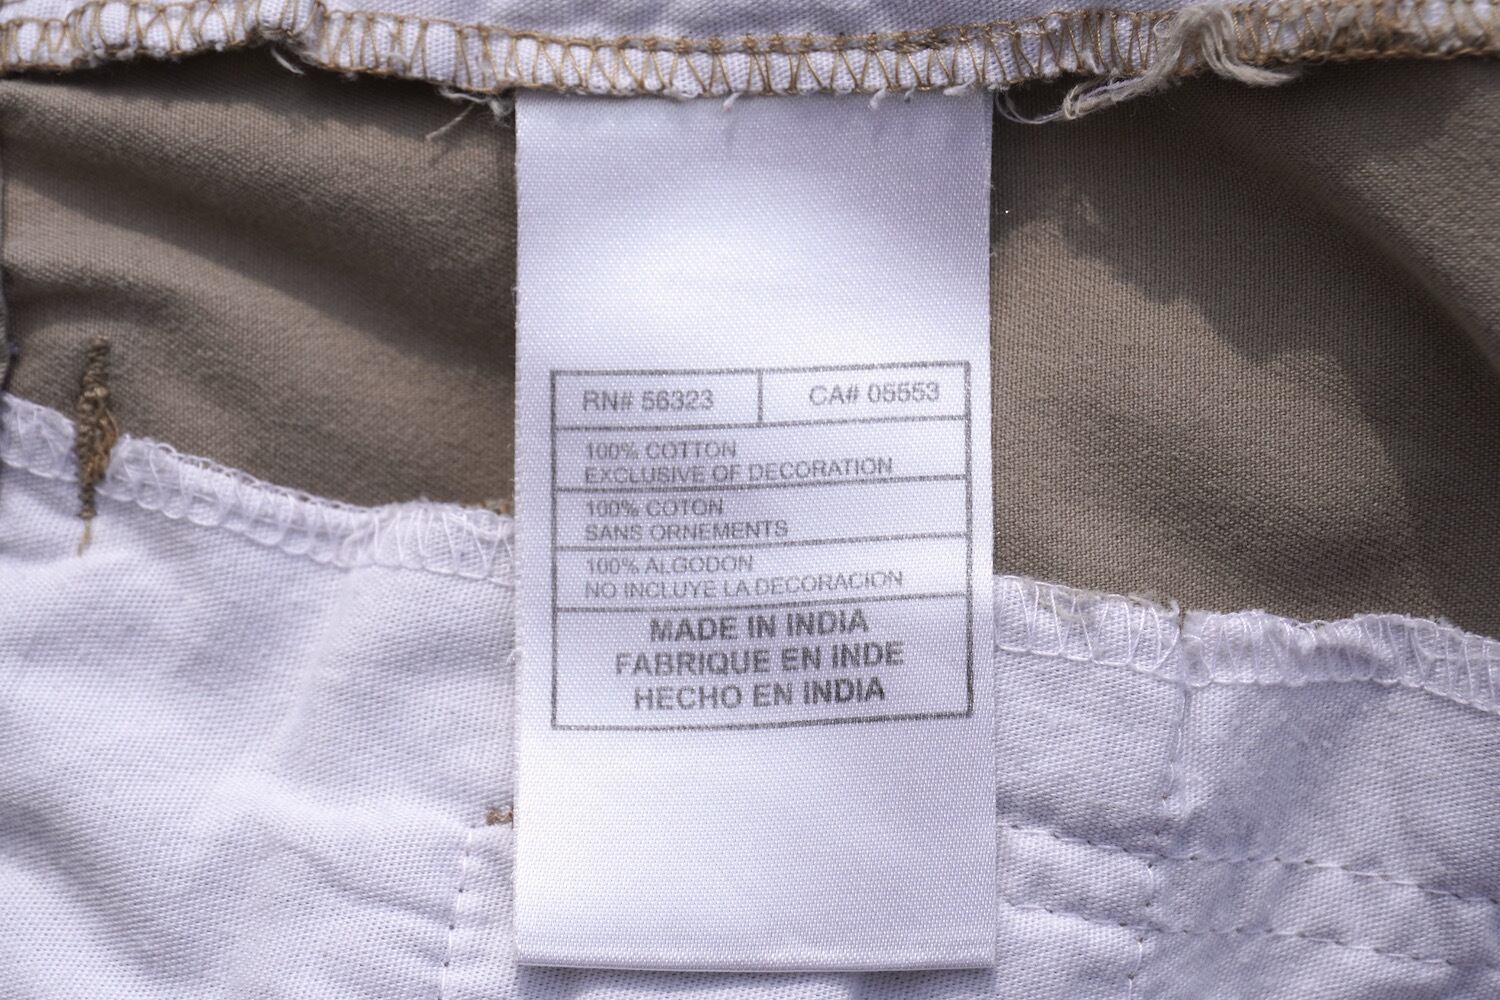 RN# 56323 CA# 05553
100% COTTON
EXCLUSIVE OF DECORATION
100% COTON
SANS ORNEMENTS
100% ALGODON
NO INCLUYE LA DECORACION
MADE IN INDIA
FABRIQUE EN INDE
HECHO EN INDIA